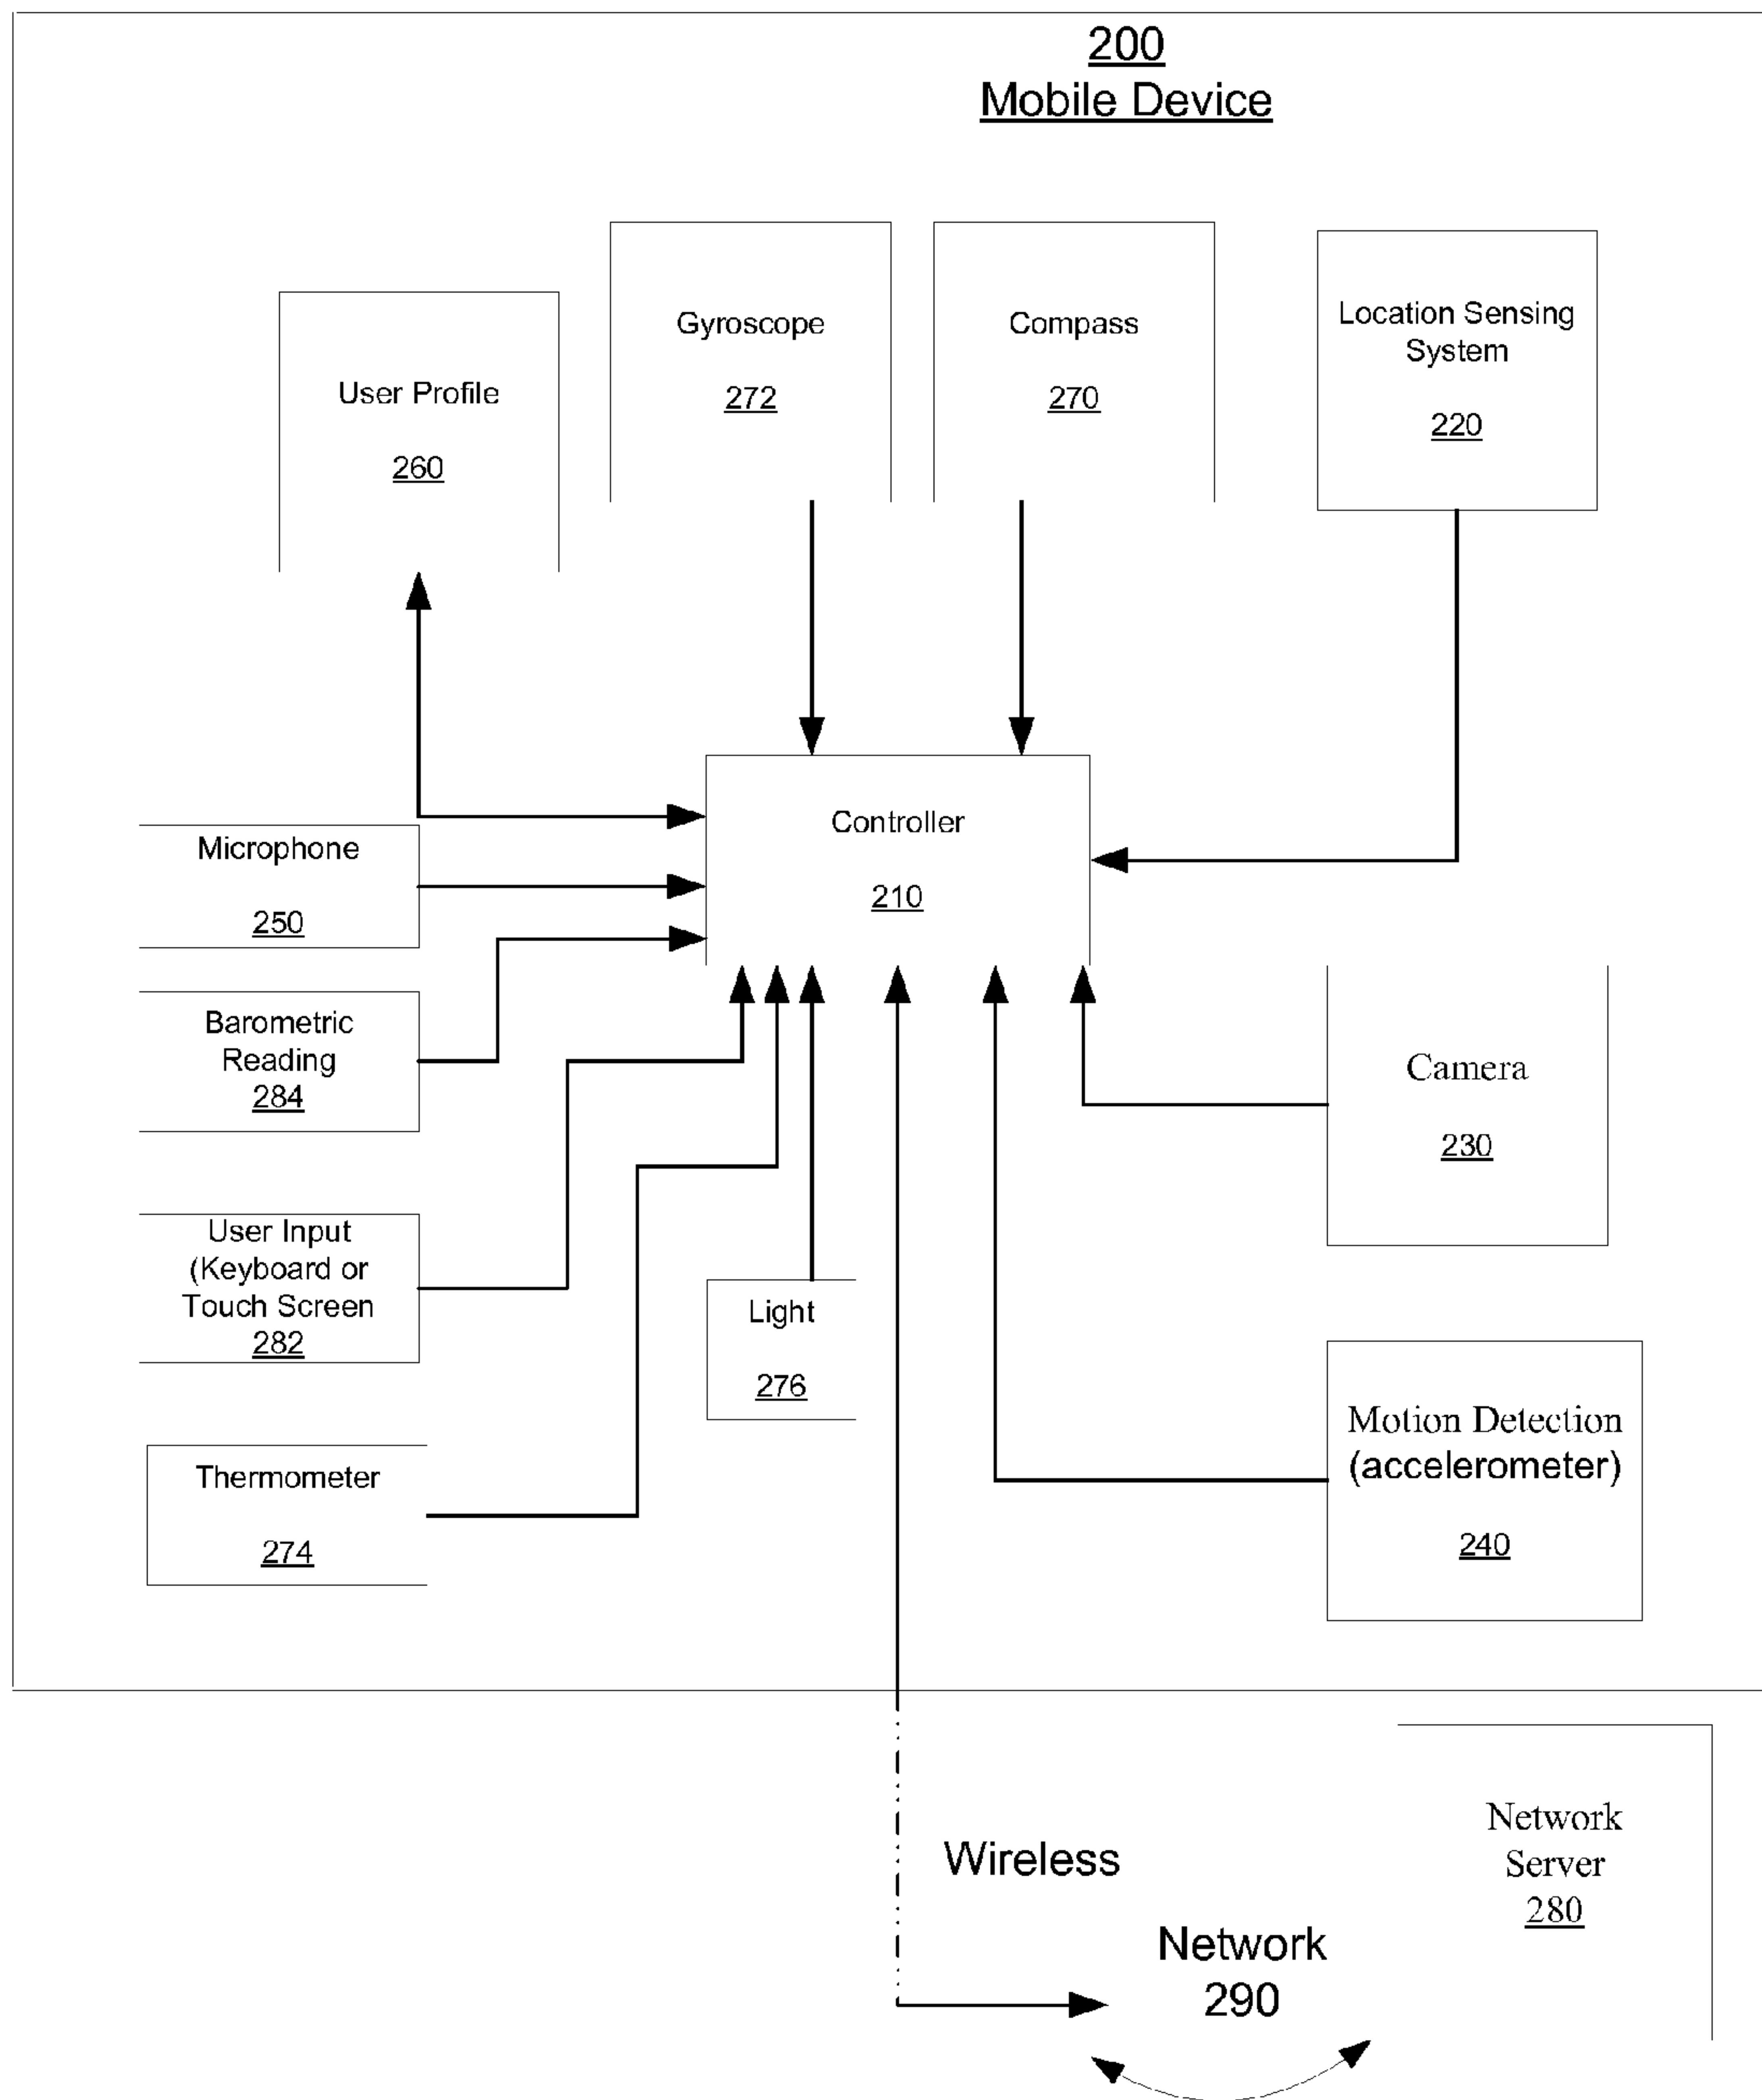 200
Mobile Device
Gyroscope
272
Compass
270
Location Sensing
System
220
User Profile
260
Controller
210
Microphone
250
Barometric
Reading
284
Camera
230
User Input
(Keyboard or
Touch Screen
282
Light
276
Motion Detection
(accelerometer)
240
Thermometer
274
Wireless
Network
Server
280
Network
290